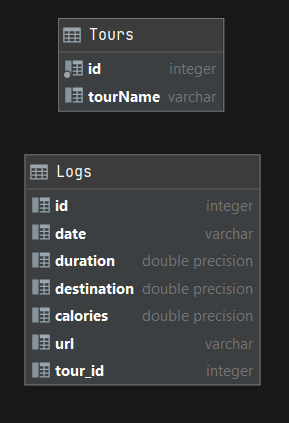 Tours
id integer
tourName varchar
Logs
id integer
date varchar
duration double precision
destination double precision
calories double precision
url varchar
tour_id integer